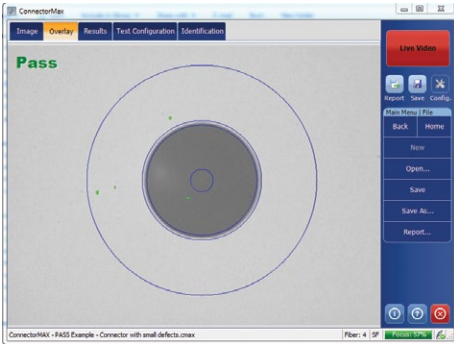 ConnectorMax
Image Overlay Results Test Configuration Identification
Pass
Live Video
Report Save Config.
Main Menu | File
Back Home
New
Open...
Save
Save As...
Report...
ConnectorMAX - PASS Example - Connector with small defects.cmax
Fiber: 4 SF Focus: 57%